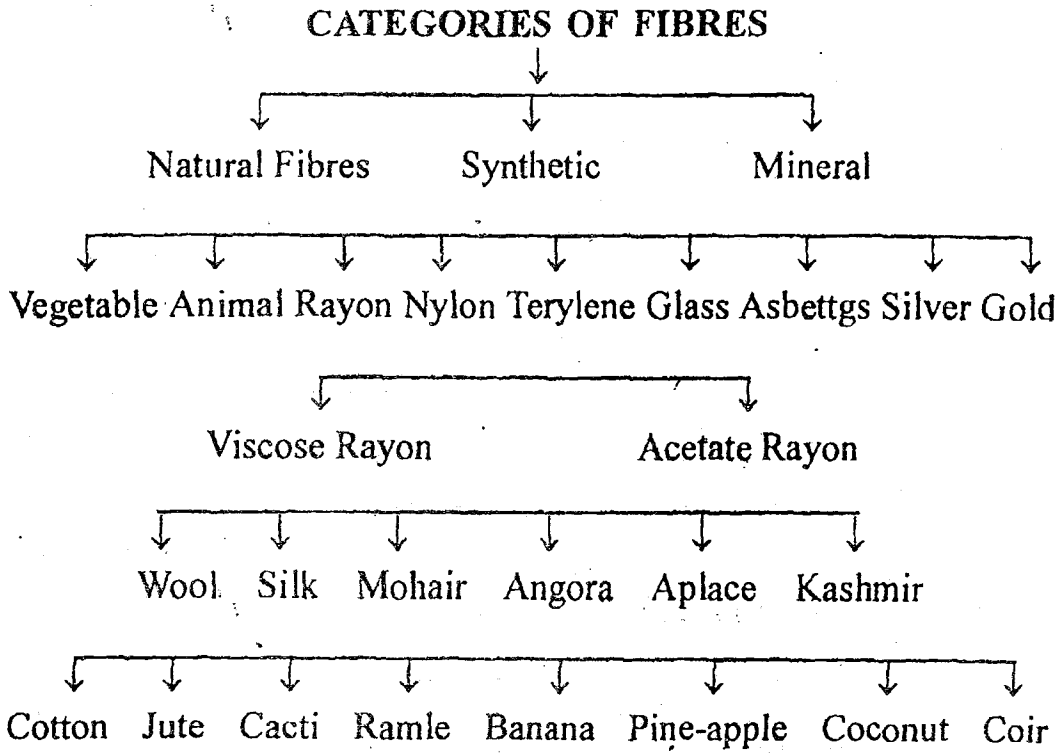 CATEGORIES OF FIBRES
Natural Fibres Synthetic Mineral
Vegetable Animal Rayon Nylon Terylene Glass Asbettgs Silver Gold
Viscose Rayon Acetate Rayon
Wool Silk Mohair Angora Aplace Kashmir
Cotton Jute Cacti Ramle Banana Pine-apple Coconut Coir